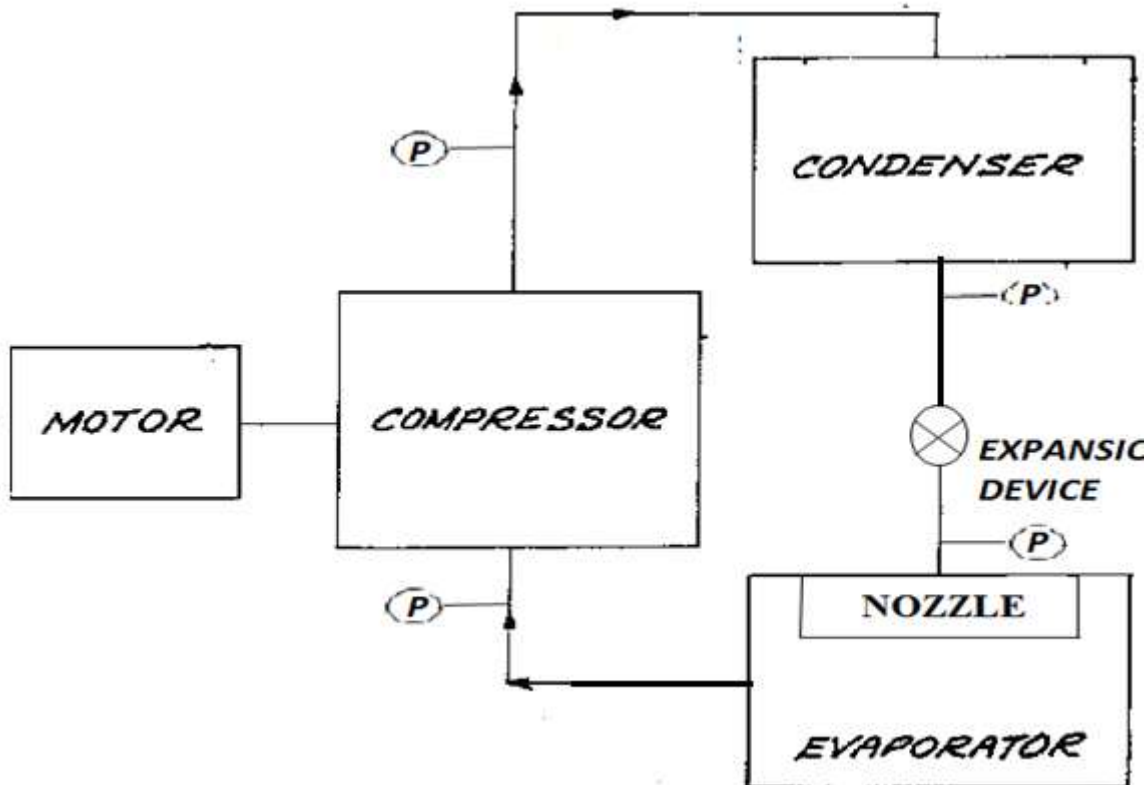 P
CONDENSER
P
MOTOR
COMPRESSOR
EXPANSIC
DEVICE
P
P
NOZZLE
EVAPORATOR